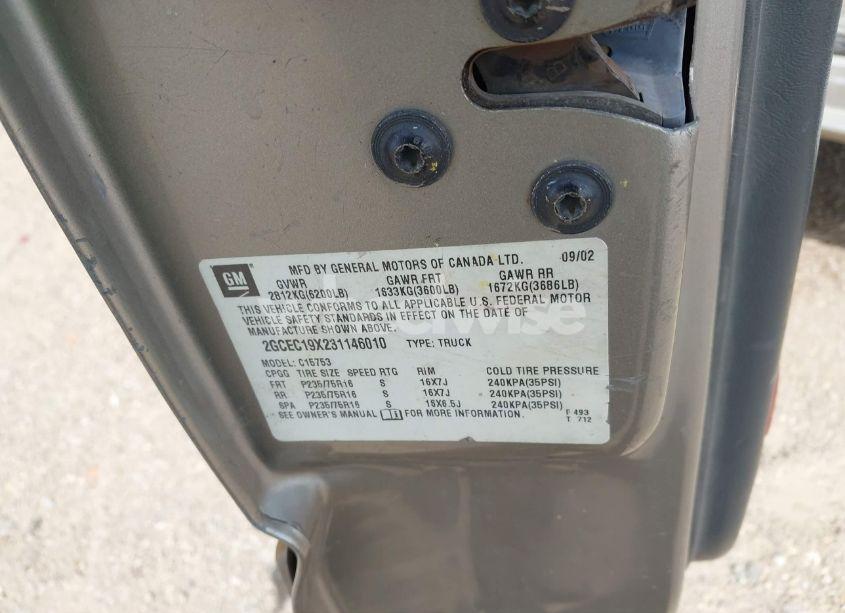 GM
MFD BY GENERAL MOTORS OF CANADA LTD. 09/02
GVWR GAWR FRT GAWR RR
2812KG(6200LB) 1633KG(3600LB) 1672KG(3686LB)
THIS VEHICLE CONFORMS TO ALL APPLICABLE U.S. FEDERAL MOTOR
VEHICLE SAFETY STANDARDS IN EFFECT ON THE DATE OF
MANUFACTURE SHOWN ABOVE.
2GCEC19X231146010 TYPE: TRUCK
MODEL: C15753
CPGG TIRE SIZE SPEED RTG RIM COLD TIRE PRESSURE
FRT P235/75R16 S 16X7J 240KPA(35PSI)
RR P235/75R16 S 16X7J 240KPA(35PSI)
SPA P235/75R16 S 16X6.5J 240KPA(35PSI)
SEE OWNER'S MANUAL FOR MORE INFORMATION.
F 493
T 712